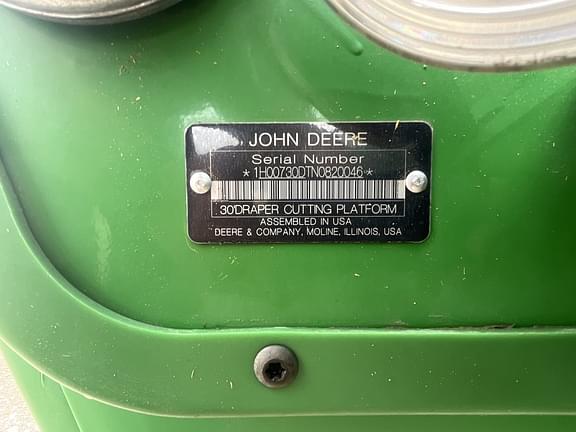 JOHN DEERE
Serial Number
*1H00730DTN0820046*
30'DRAPER CUTTING PLATFORM
ASSEMBLED IN USA
DEERE & COMPANY, MOLINE, ILLINOIS, USA